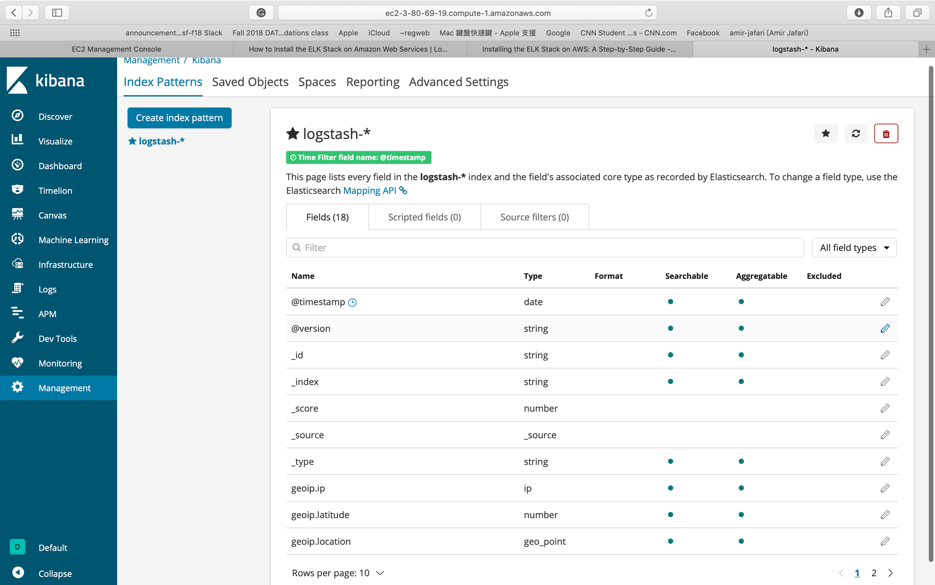 ec2-3-80-69-19.compute-1.amazonaws.com
announcement...sf-f18 Slack Fall 2018 DAT...dations class Apple iCloud ~regweb Mac 鍵盤快速鍵 - Apple 支援 Google CNN Student ...s - CNN.com Facebook amir-jafari (Amir Jafari)
EC2 Management Console How to Install the ELK Stack on Amazon Web Services | Lo... Installing the ELK Stack on AWS: A Step-by-Step Guide -... logstash-* - Kibana
kibana
Discover
Visualize
Dashboard
Timelion
Canvas
Machine Learning
Infrastructure
Logs
APM
Dev Tools
Monitoring
Management
D Default
Collapse
Management / Kibana
Index Patterns Saved Objects Spaces Reporting Advanced Settings
Create index pattern
logstash-*
logstash-*
Time Filter field name: @timestamp
This page lists every field in the logstash-* index and the field's associated core type as recorded by Elasticsearch. To change a field type, use the
Elasticsearch Mapping API
Fields (18) Scripted fields (0) Source filters (0)
Filter All field types
Name Type Format Searchable Aggregatable Excluded
@timestamp date
@version string
_id string
_index string
_score number
_source _source
_type string
geoip.ip ip
geoip.latitude number
geoip.location geo_point
Rows per page: 10 1 2